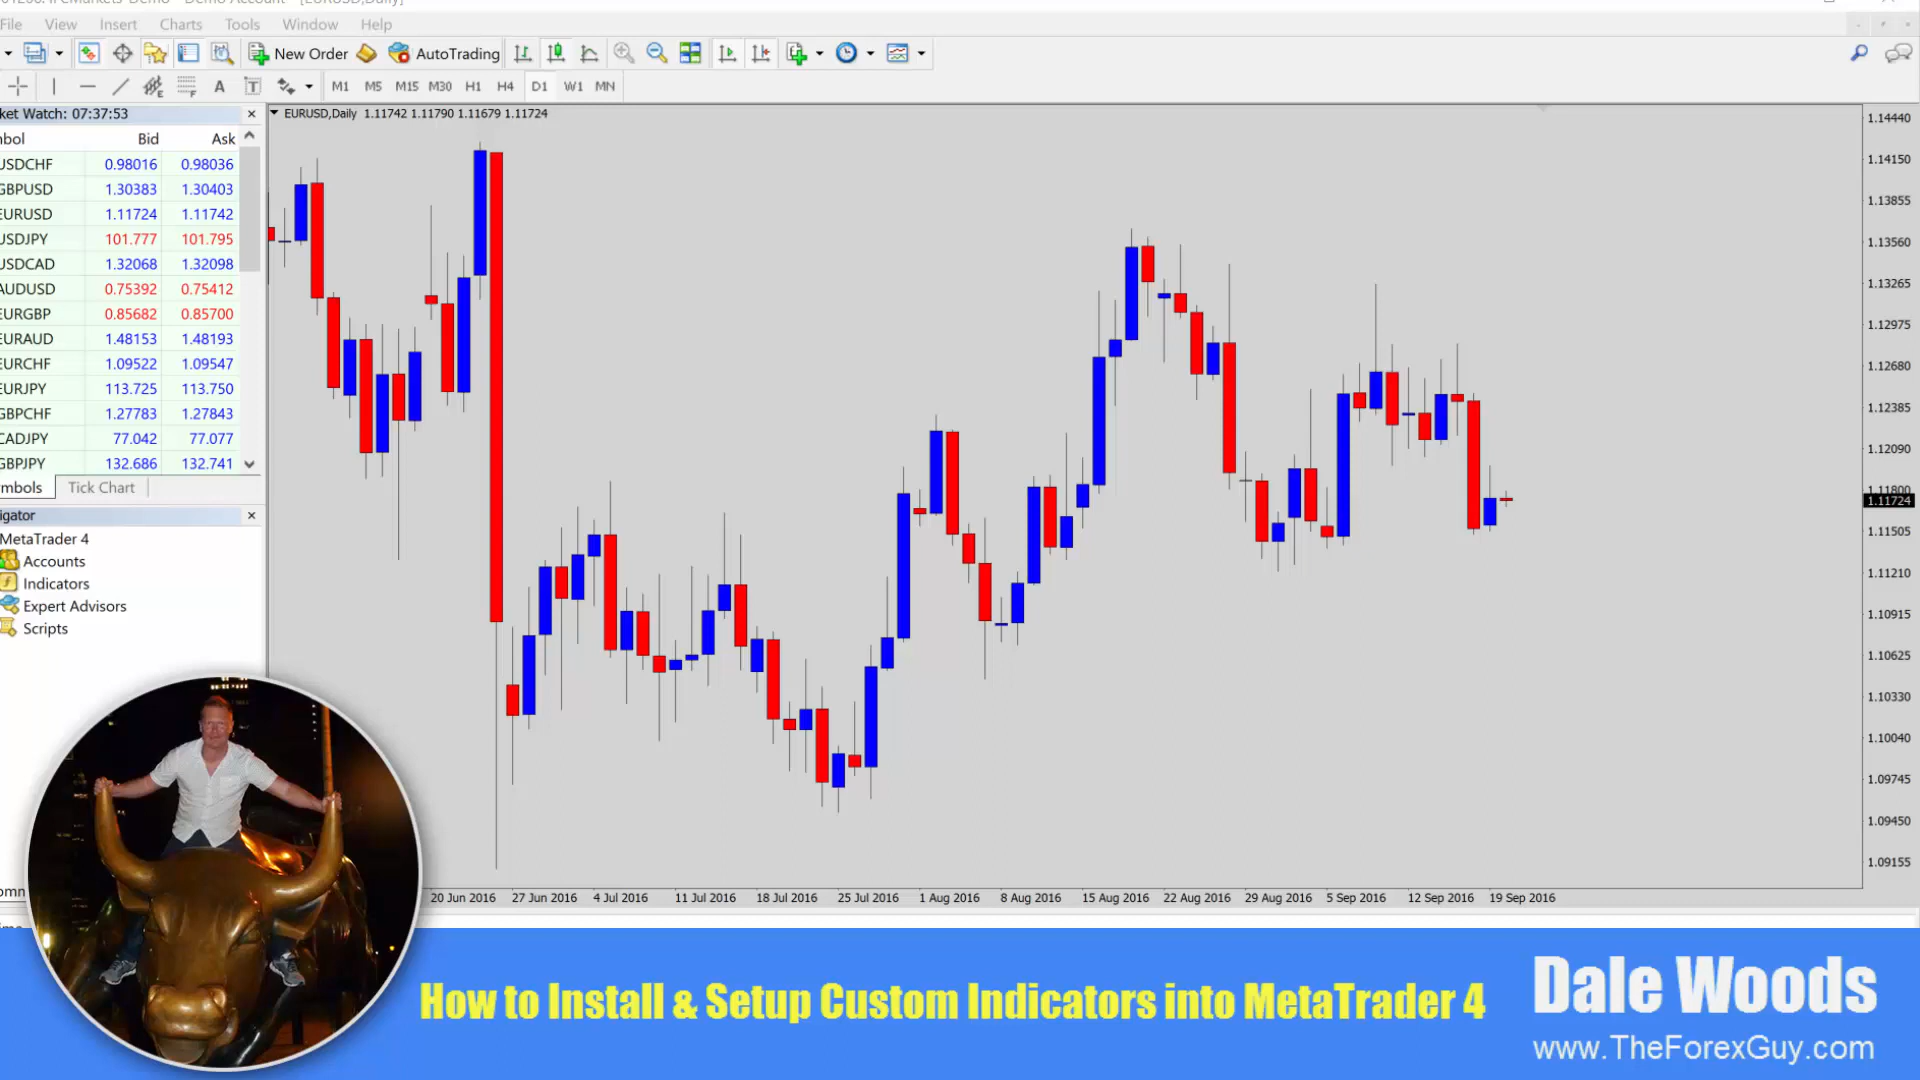 File View Insert Charts Tools Window Help
New Order AutoTrading
M1 M5 M15 M30 H1 H4 D1 W1 MN
ket Watch: 07:37:53
EURUSD,Daily 1.11742 1.11790 1.11679 1.11724
bol Bid Ask
USDCHF 0.98016 0.98036
GBPUSD 1.30383 1.30403
EURUSD 1.11724 1.11742
USDJPY 101.777 101.795
USDCAD 1.32068 1.32098
AUDUSD 0.75392 0.75412
EURGBP 0.85682 0.85700
EURAUD 1.48153 1.48193
EURCHF 1.09522 1.09547
EURJPY 113.725 113.750
GBPCHF 1.27783 1.27843
CADJPY 77.042 77.077
GBPJPY 132.686 132.741
mbols Tick Chart
igator
MetaTrader 4
Accounts
Indicators
Expert Advisors
Scripts
1.14440
1.14150
1.13855
1.13560
1.13265
1.12975
1.12680
1.12385
1.12090
1.11800
1.11724
1.11505
1.11210
1.10915
1.10625
1.10330
1.10040
1.09745
1.09450
1.09155
20 Jun 2016 27 Jun 2016 4 Jul 2016 11 Jul 2016 18 Jul 2016 25 Jul 2016 1 Aug 2016 8 Aug 2016 15 Aug 2016 22 Aug 2016 29 Aug 2016 5 Sep 2016 12 Sep 2016 19 Sep 2016
How to Install & Setup Custom Indicators into MetaTrader 4
Dale Woods
www.TheForexGuy.com